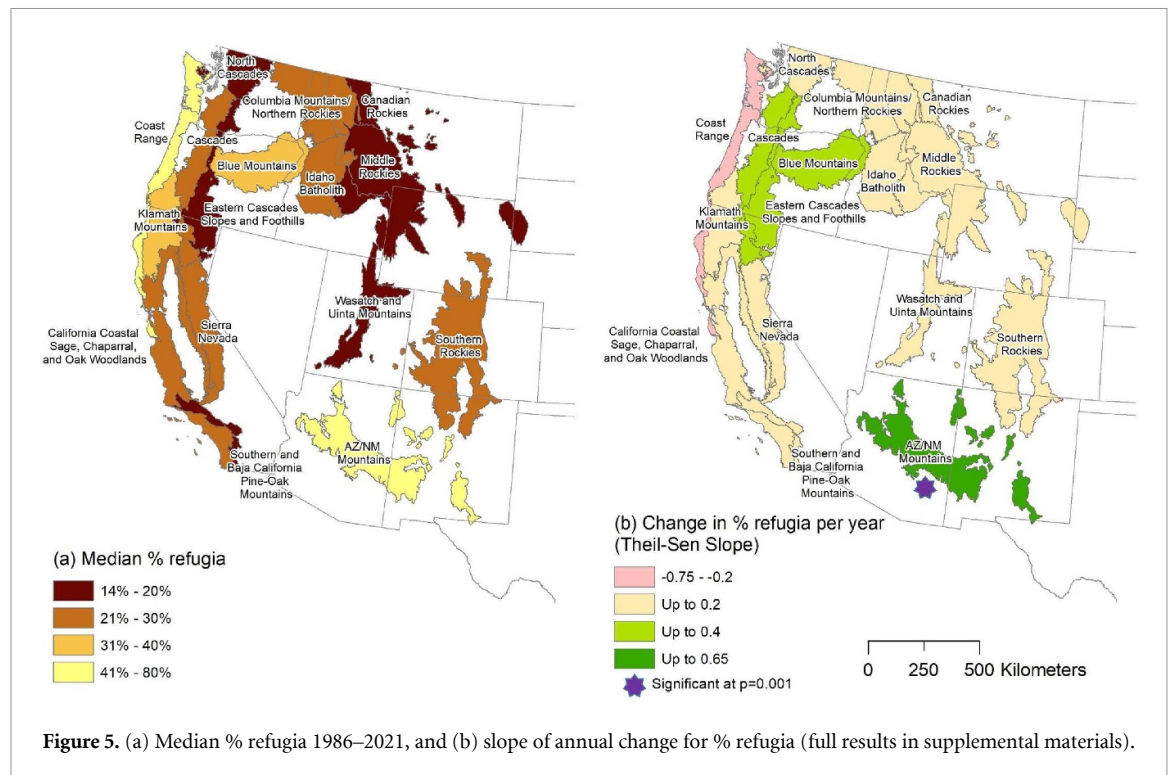 North
Cascades
Columbia Mountains/
Northern Rockies
Canadian
Rockies
Coast
Range
Cascades
Blue Mountains
Middle
Rockies
Idaho
Batholith
Klamath
Mountains
Eastern Cascades
Slopes and Foothills
Wasatch and
Uinta Mountains
California Coastal
Sage, Chaparral,
and Oak Woodlands
Sierra
Nevada
Southern
Rockies
AZ/NM
Mountains
Southern and
Baja California
Pine-Oak
Mountains
(a) Median % refugia
14% - 20%
21% - 30%
31% - 40%
41% - 80%
North
Cascades
Columbia Mountains/
Northern Rockies
Canadian
Rockies
Coast
Range
Cascades
Blue Mountains
Middle
Rockies
Idaho
Batholith
Klamath
Mountains
Eastern Cascades
Slopes and Foothills
Wasatch and
Uinta Mountains
California Coastal
Sage, Chaparral,
and Oak Woodlands
Sierra
Nevada
Southern
Rockies
AZ/NM
Mountains
Southern and
Baja California
Pine-Oak
Mountains
(b) Change in % refugia per year
(Theil-Sen Slope)
-0.75 - -0.2
Up to 0.2
Up to 0.4
Up to 0.65
Significant at p=0.001
0 250 500 Kilometers
Figure 5. (a) Median % refugia 1986–2021, and (b) slope of annual change for % refugia (full results in supplemental materials).